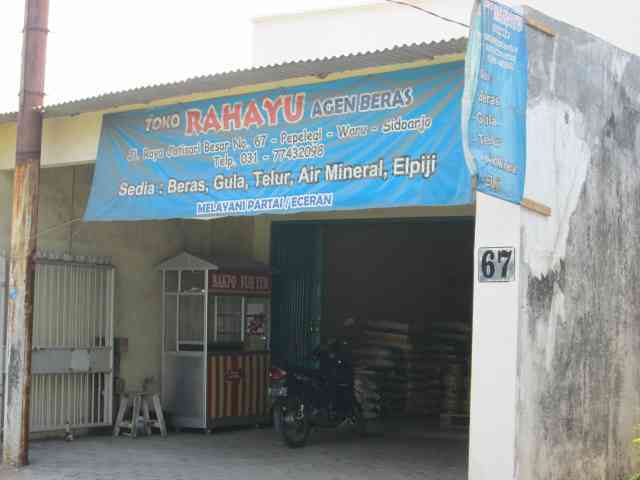 TOKO RAHAYU AGEN BERAS
Jl. Raya Jatisari Besar No. 67 - Pepelegi - Waru - Sidoarjo
Telp. 031 - 77432098
Sedia : Beras, Gula, Telur, Air Mineral, Elpiji
MELAYANI PARTAI / ECERAN
Beras
Gula
Telur
67